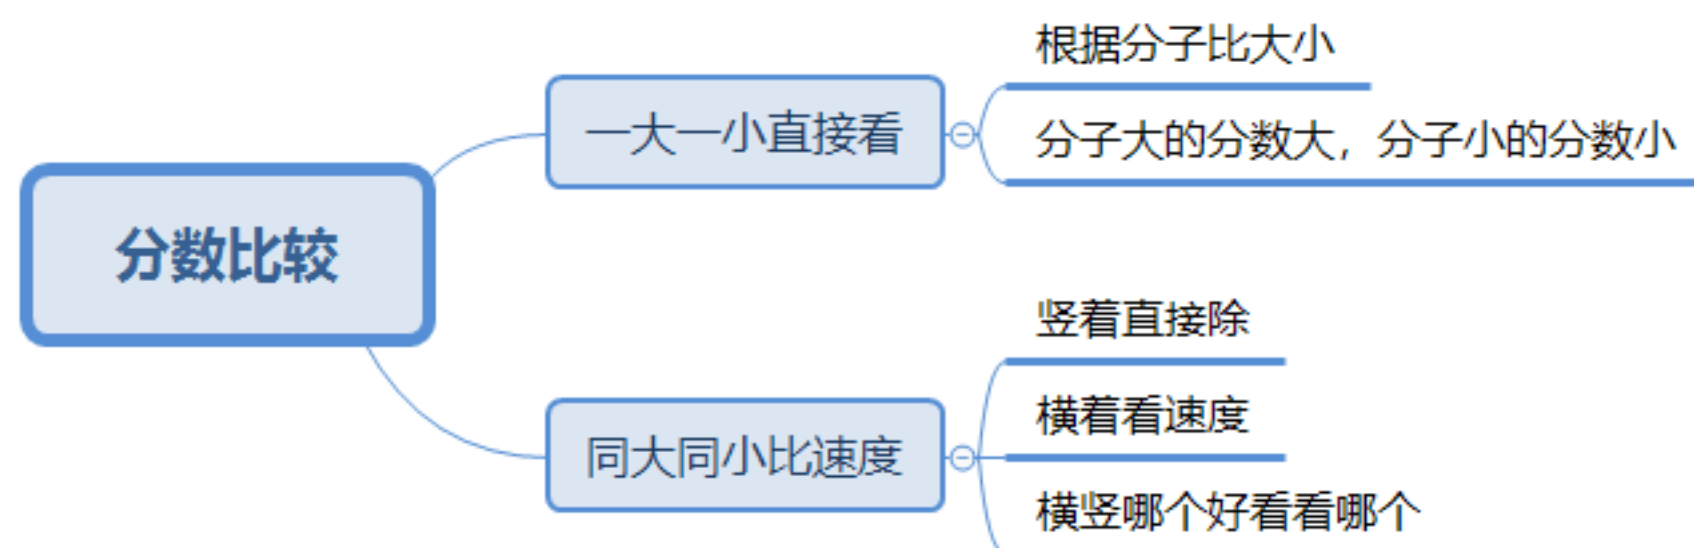 分数比较
一大一小直接看
根据分子比大小
分子大的分数大，分子小的分数小
同大同小比速度
竖着直接除
横着看速度
横竖哪个好看看哪个